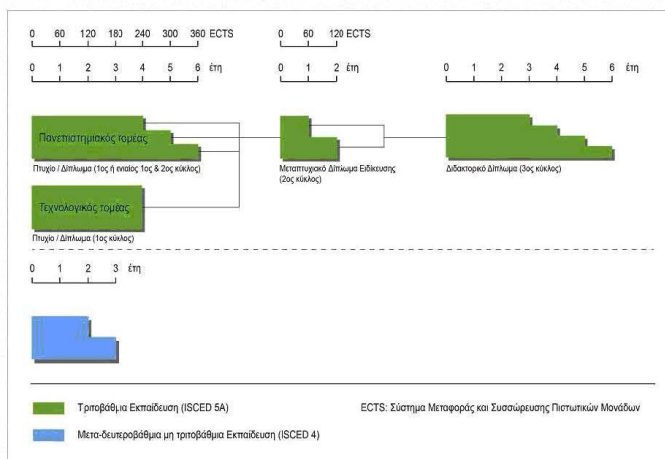 0 60 120 180 240 300 360 ECTS
0 60 120 ECTS
0 1 2 3 4 5 6 έτη
0 1 2 έτη
0 1 2 3 4 5 6 έτη
Πανεπιστημιακός τομέας
Πτυχίο / Δίπλωμα (1ος ή ενιαίος 1ος & 2ος κύκλος)
Μεταπτυχιακό Δίπλωμα Ειδίκευσης
(2ος κύκλος)
Διδακτορικό Δίπλωμα (3ος κύκλος)
Τεχνολογικός τομέας
Πτυχίο / Δίπλωμα (1ος κύκλος)
0 1 2 3 έτη
Τριτοβάθμια Εκπαίδευση (ISCED 5A)
ECTS: Σύστημα Μεταφοράς και Συσσώρευσης Πιστωτικών Μονάδων
Μετα-δευτεροβάθμια μη τριτοβάθμια Εκπαίδευση (ISCED 4)